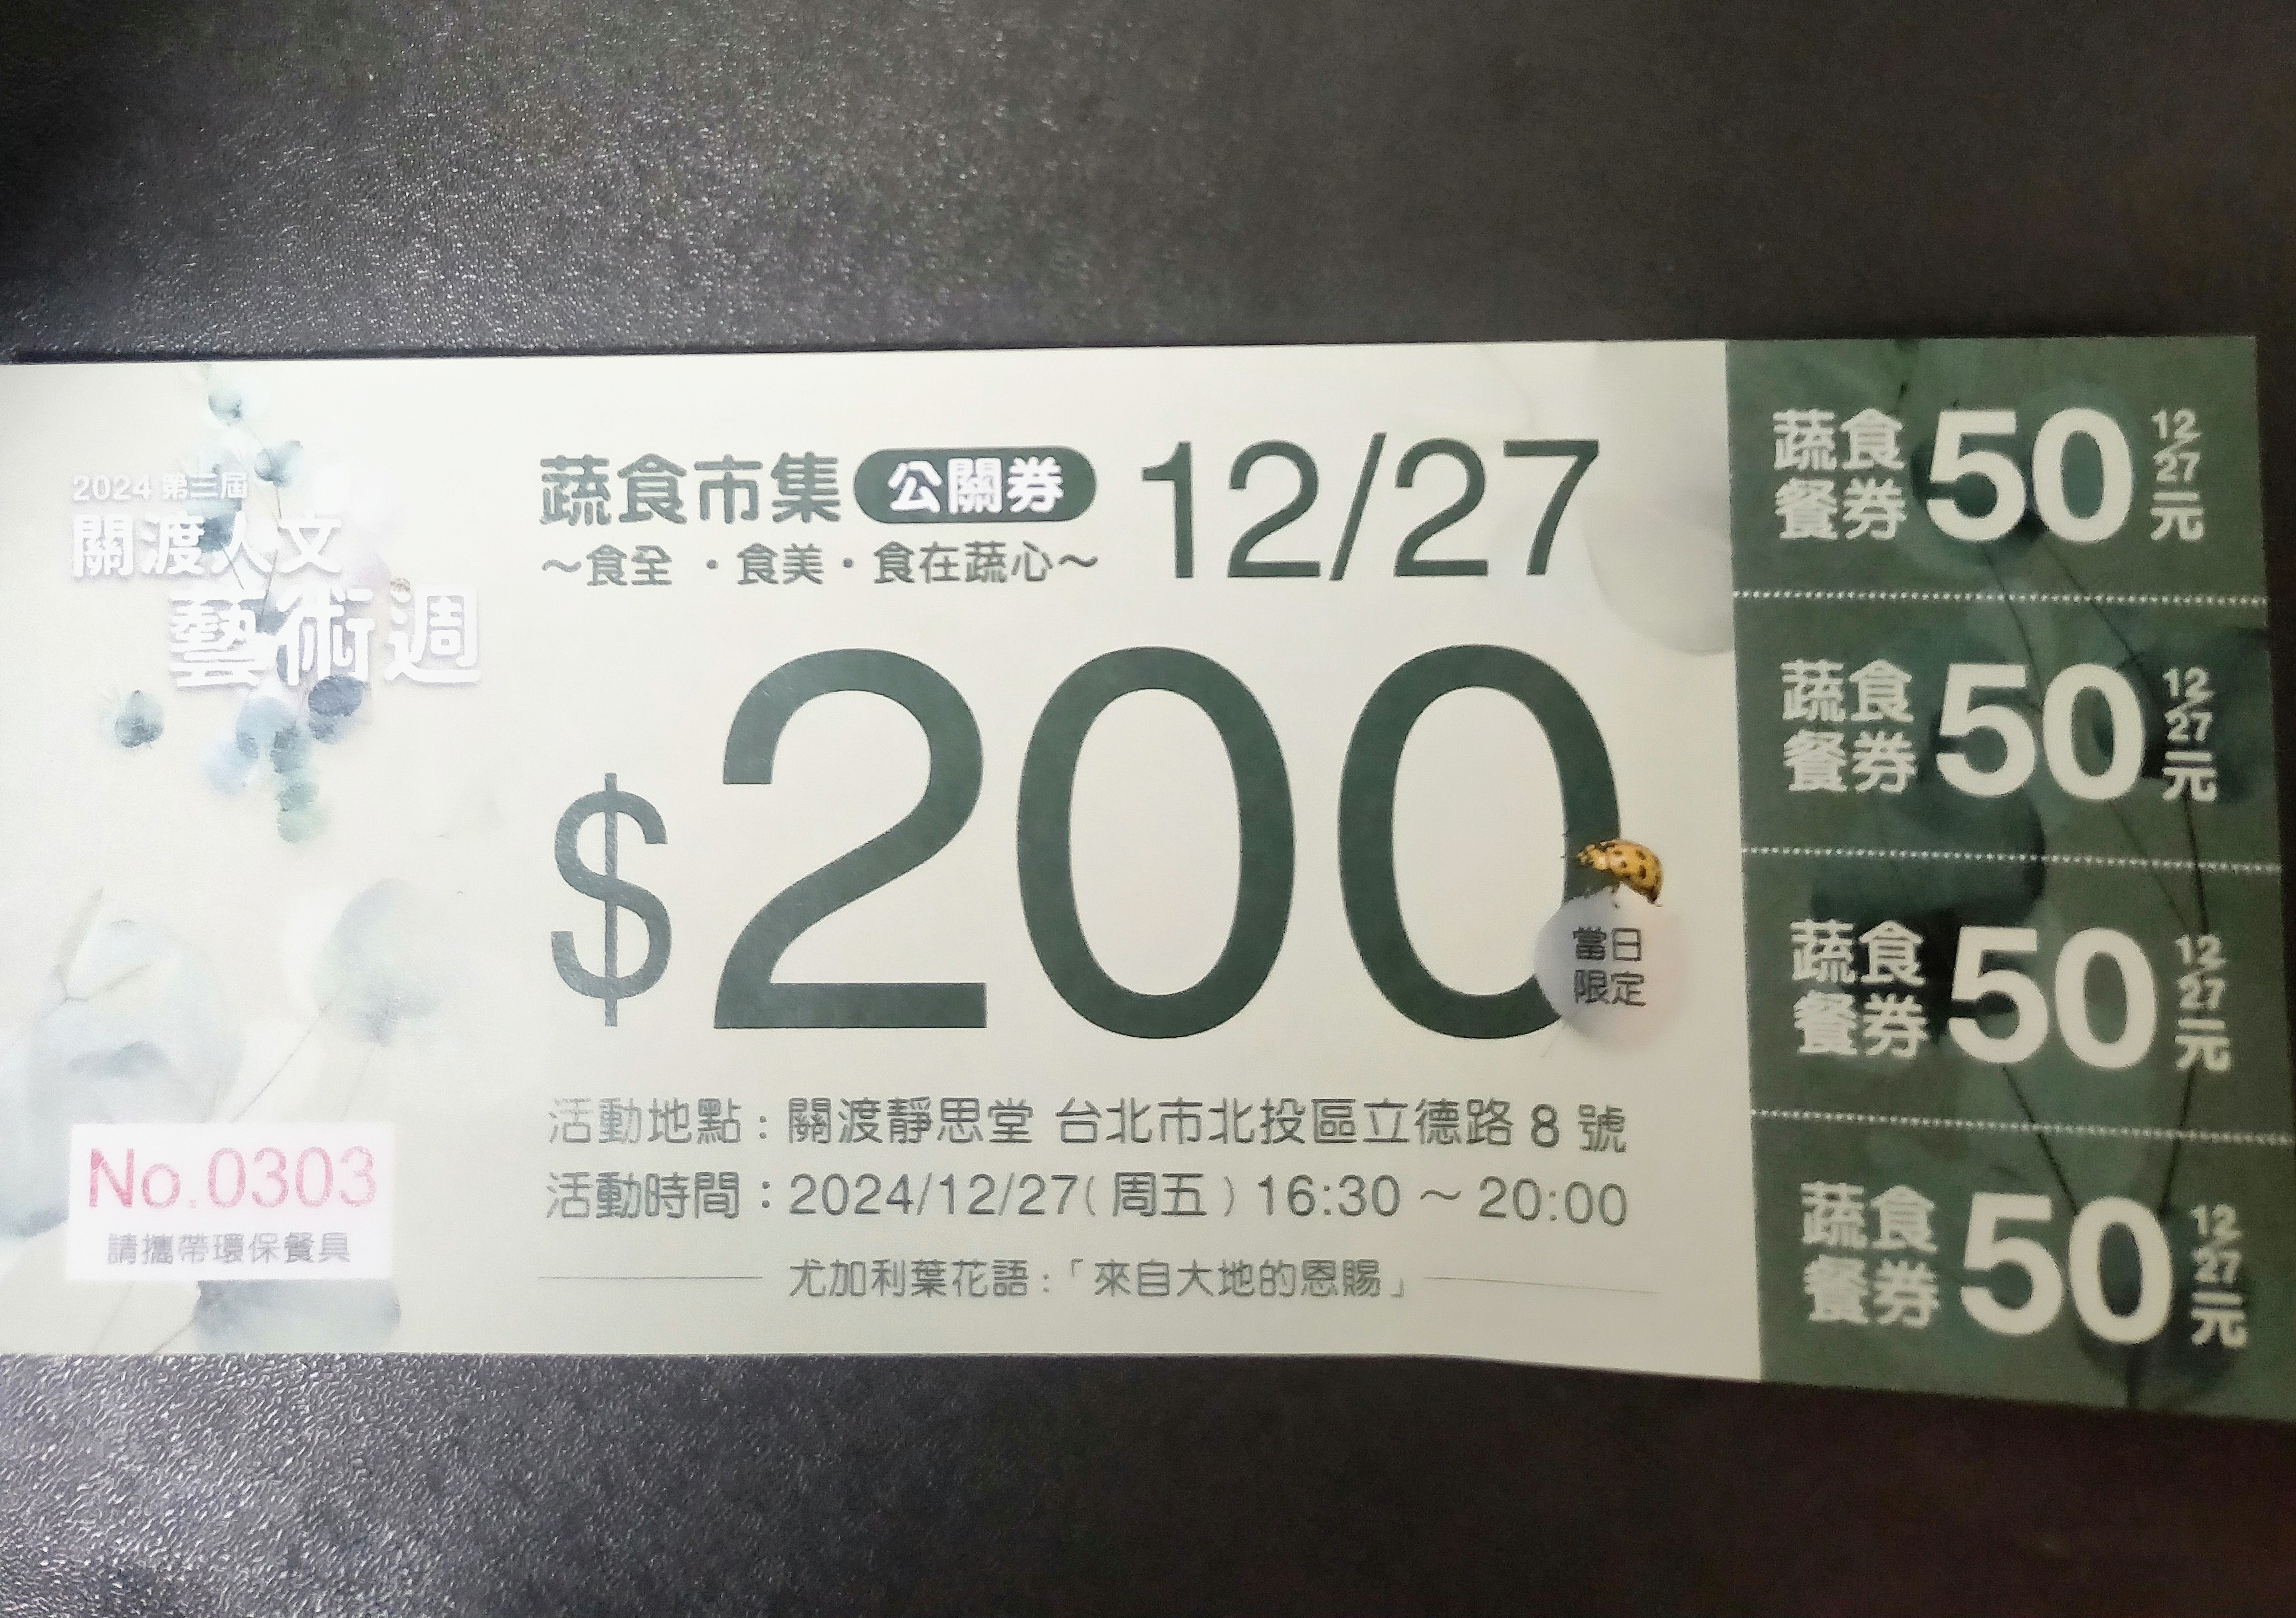 2024 第三屆
關渡人文
藝術週
蔬食市集 公關券 12/27
～食全・食美・食在蔬心～
$200
當日
限定
活動地點：關渡靜思堂 台北市北投區立德路 8 號
活動時間：2024/12/27(周五) 16:30 ～ 20:00
尤加利葉花語：「來自大地的恩賜」
No.0303
請攜帶環保餐具
蔬食
餐券 50 12/27 元
蔬食
餐券 50 12/27 元
蔬食
餐券 50 12/27 元
蔬食
餐券 50 12/27 元